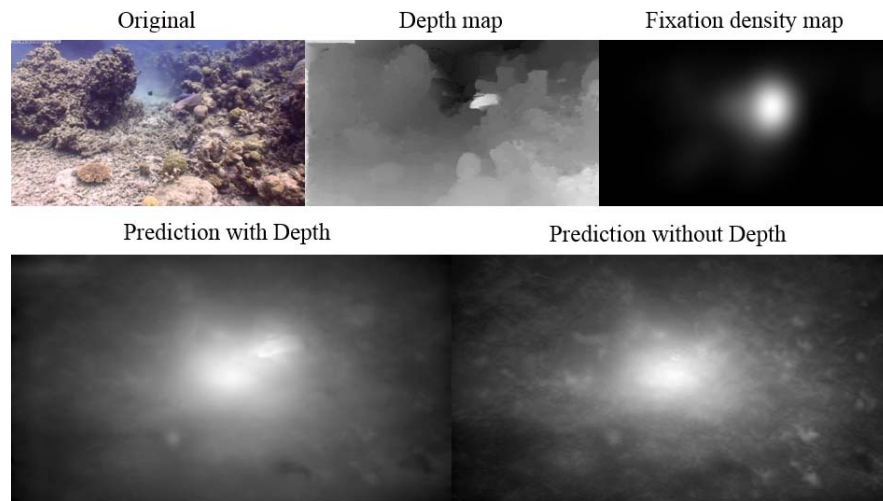 Original
Depth map
Fixation density map
Prediction with Depth
Prediction without Depth